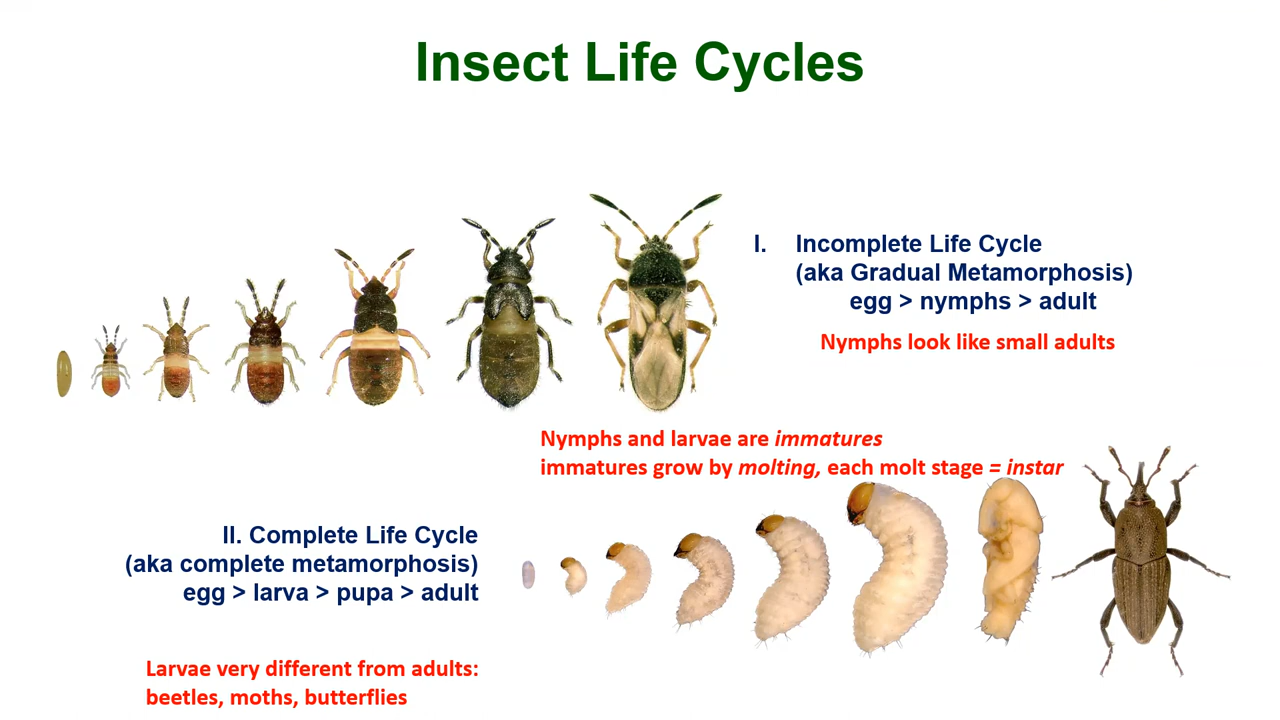 Insect Life Cycles
I. Incomplete Life Cycle
(aka Gradual Metamorphosis)
egg > nymphs > adult
Nymphs look like small adults
Nymphs and larvae are immatures
immatures grow by molting, each molt stage = instar
II. Complete Life Cycle
(aka complete metamorphosis)
egg > larva > pupa > adult
Larvae very different from adults:
beetles, moths, butterflies